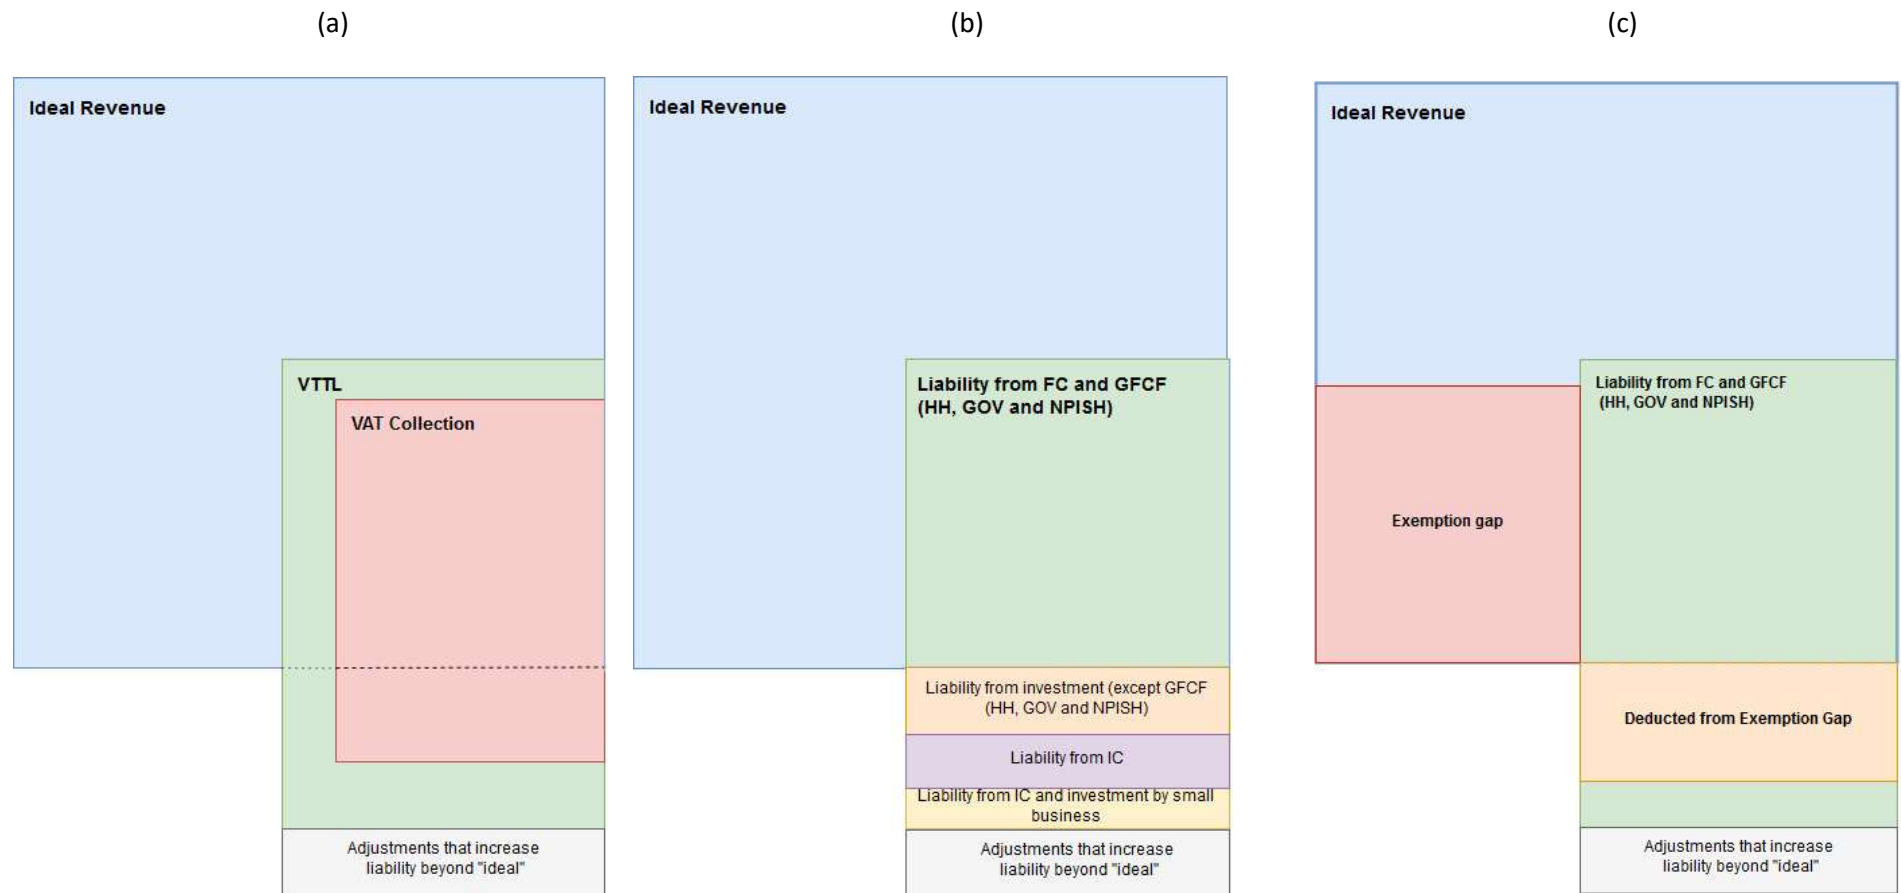 (a)
Ideal Revenue
VTTL
VAT Collection
Adjustments that increase
liability beyond "ideal"
(b)
Ideal Revenue
Liability from FC and GFCF
(HH, GOV and NPISH)
Liability from investment (except GFCF
(HH, GOV and NPISH)
Liability from IC
Liability from IC and investment by small
business
Adjustments that increase
liability beyond "ideal"
(c)
Ideal Revenue
Liability from FC and GFCF
(HH, GOV and NPISH)
Exemption gap
Deducted from Exemption Gap
Adjustments that increase
liability beyond "ideal"